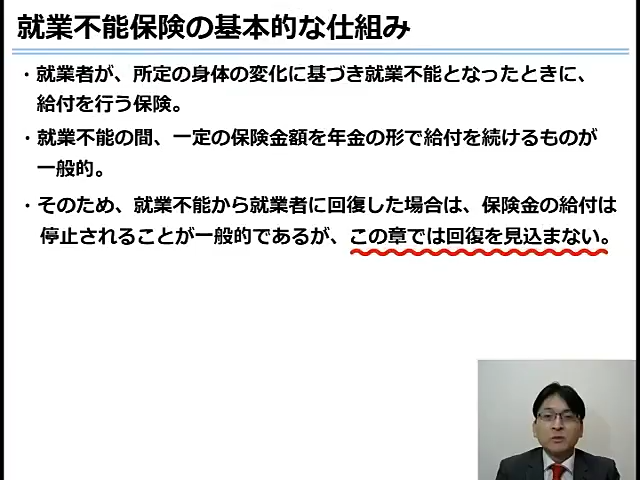 就業不能保険の基本的な仕組み
・就業者が、所定の身体の変化に基づき就業不能となったときに、
給付を行う保険。
・就業不能の間、一定の保険金額を年金の形で給付を続けるものが
一般的。
・そのため、就業不能から就業者に回復した場合は、保険金の給付は
停止されることが一般的であるが、この章では回復を見込まない。